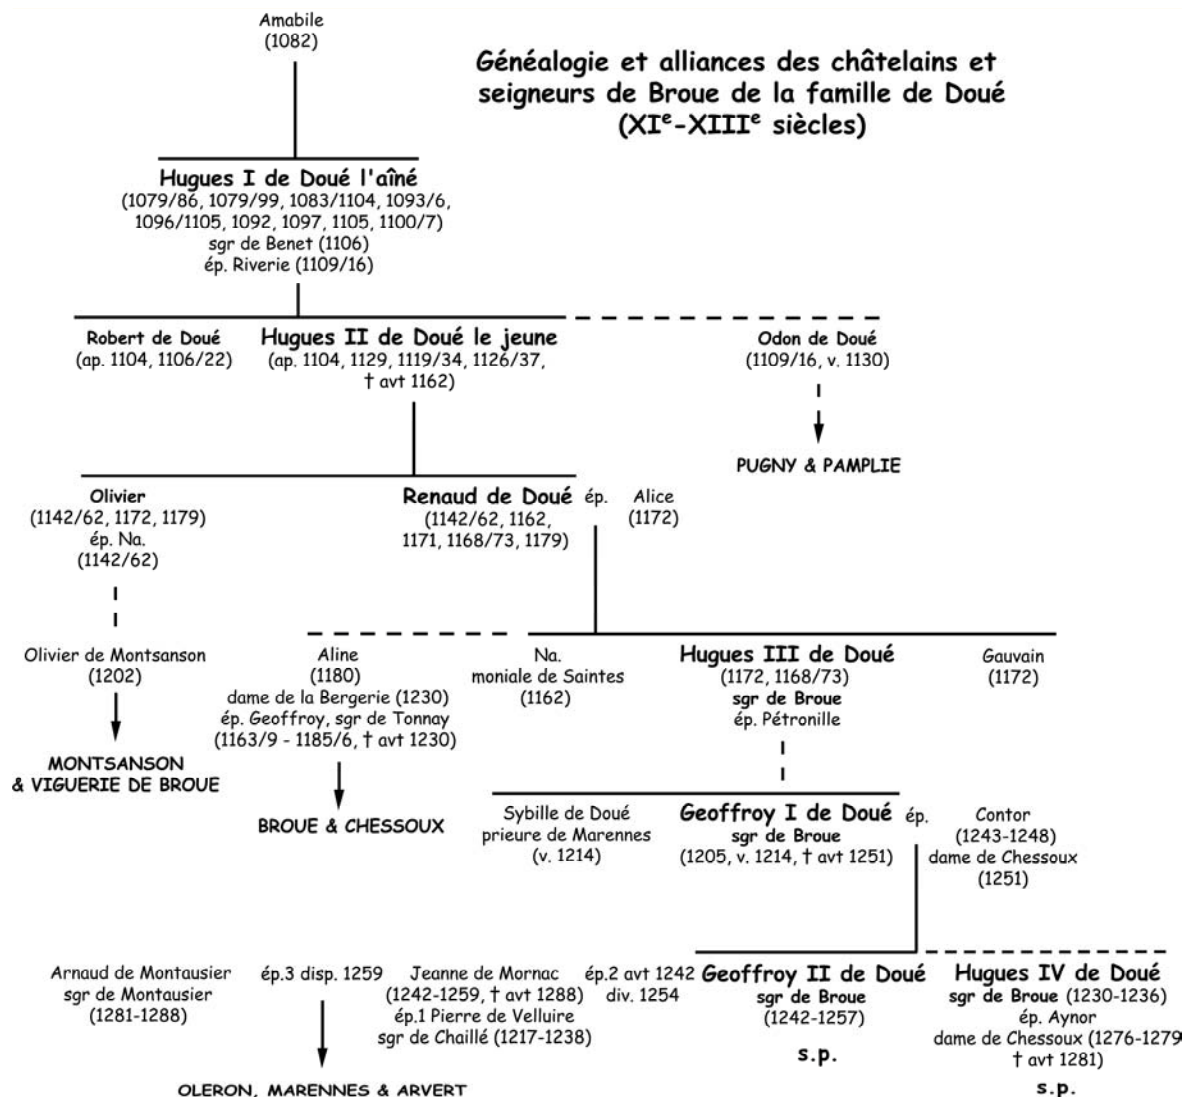 Amabile
(1082)
Généalogie et alliances des châtelains et
seigneurs de Broue de la famille de Doué
(XIe-XIIIe siècles)
Hugues I de Doué l'aîné
(1079/86, 1079/99, 1083/1104, 1093/6,
1096/1105, 1092, 1097, 1105, 1100/7)
sgr de Benet (1106)
ép. Riverie (1109/16)
Robert de Doué
(ap. 1104, 1106/22)
Hugues II de Doué le jeune
(ap. 1104, 1129, 1119/34, 1126/37,
† avt 1162)
Odon de Doué
(1109/16, v. 1130)
PUGNY & PAMPLIE
Olivier
(1142/62, 1172, 1179)
ép. Na.
(1142/62)
Renaud de Doué
(1142/62, 1162,
1171, 1168/73, 1179)
ép.
Alice
(1172)
Olivier de Montsanson
(1202)
MONTSANSON
& VIGUERIE DE BROUE
Aline
(1180)
dame de la Bergerie (1230)
ép. Geoffroy, sgr de Tonnay
(1163/9 - 1185/6, † avt 1230)
BROUE & CHESSOUX
Na.
moniale de Saintes
(1162)
Hugues III de Doué
(1172, 1168/73)
sgr de Broue
ép. Pétronille
Gauvain
(1172)
Sybille de Doué
prieure de Marennes
(v. 1214)
Geoffroy I de Doué
sgr de Broue
(1205, v. 1214, † avt 1251)
ép.
Contor
(1243-1248)
dame de Chessoux
(1251)
Arnaud de Montausier
sgr de Montausier
(1281-1288)
ép.3 disp. 1259
OLERON, MARENNES & ARVERT
Jeanne de Mornac
(1242-1259, † avt 1288)
ép.1 Pierre de Velluire
sgr de Chaillé (1217-1238)
ép.2 avt 1242
div. 1254
Geoffroy II de Doué
sgr de Broue
(1242-1257)
s.p.
Hugues IV de Doué
sgr de Broue (1230-1236)
ép. Aynor
dame de Chessoux (1276-1279
† avt 1281)
s.p.